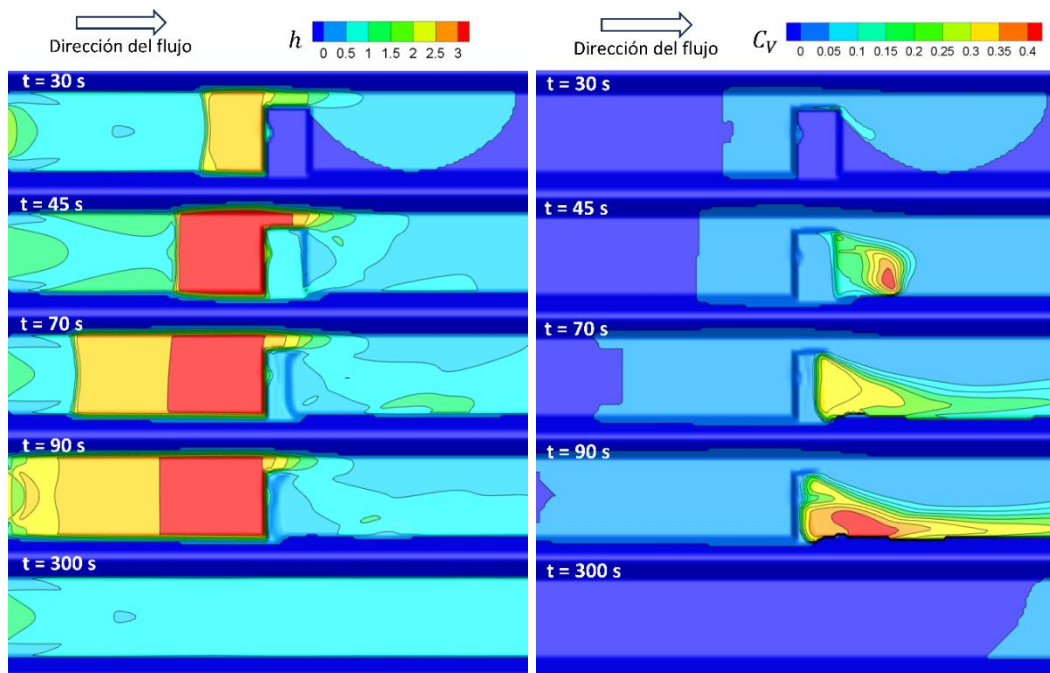 Dirección del flujo
h
0 0.5 1 1.5 2 2.5 3
t = 30 s
t = 45 s
t = 70 s
t = 90 s
t = 300 s
Dirección del flujo
C_V
0 0.05 0.1 0.15 0.2 0.25 0.3 0.35 0.4
t = 30 s
t = 45 s
t = 70 s
t = 90 s
t = 300 s